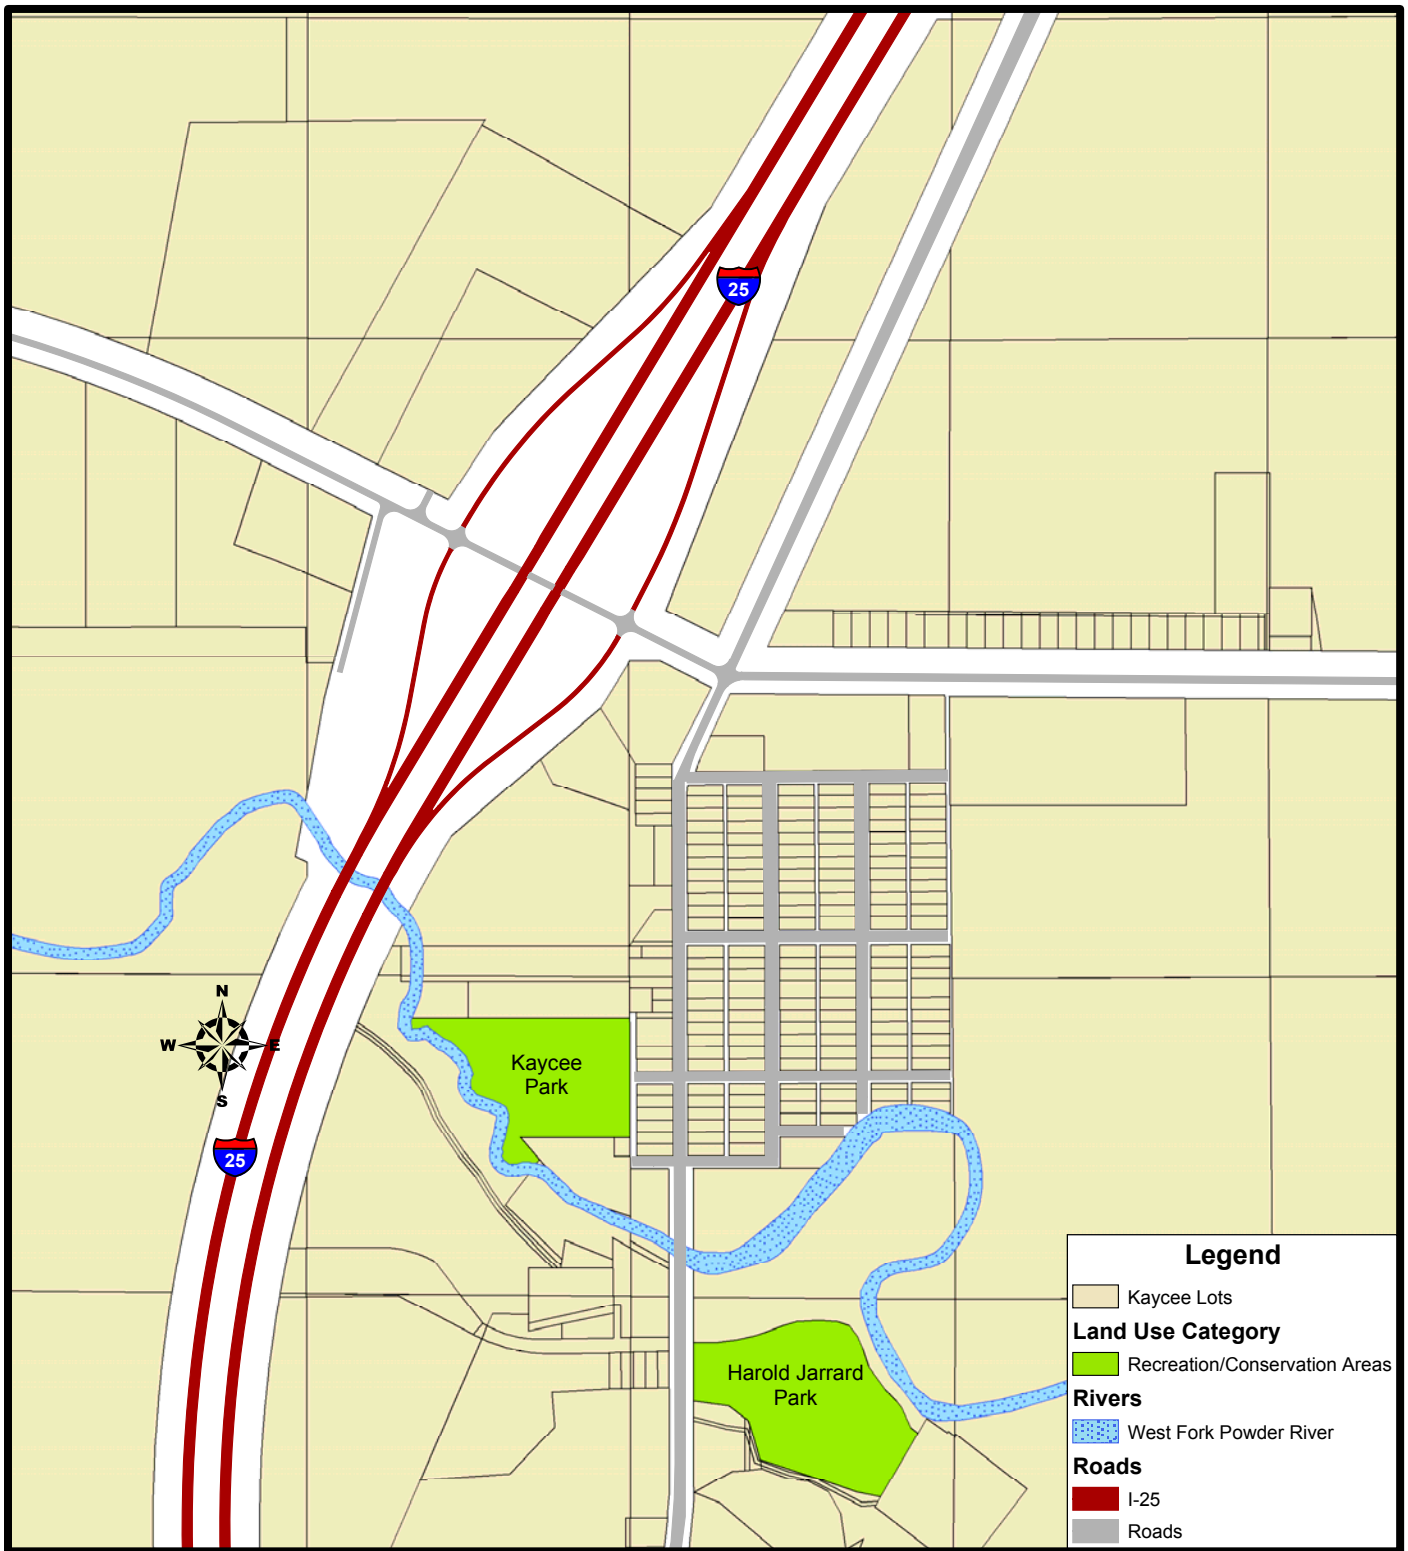 25
N
W
E
S
Kaycee
Park
25
Harold Jarrard
Park
Legend
Kaycee Lots
Land Use Category
Recreation/Conservation Areas
Rivers
West Fork Powder River
Roads
I-25
Roads